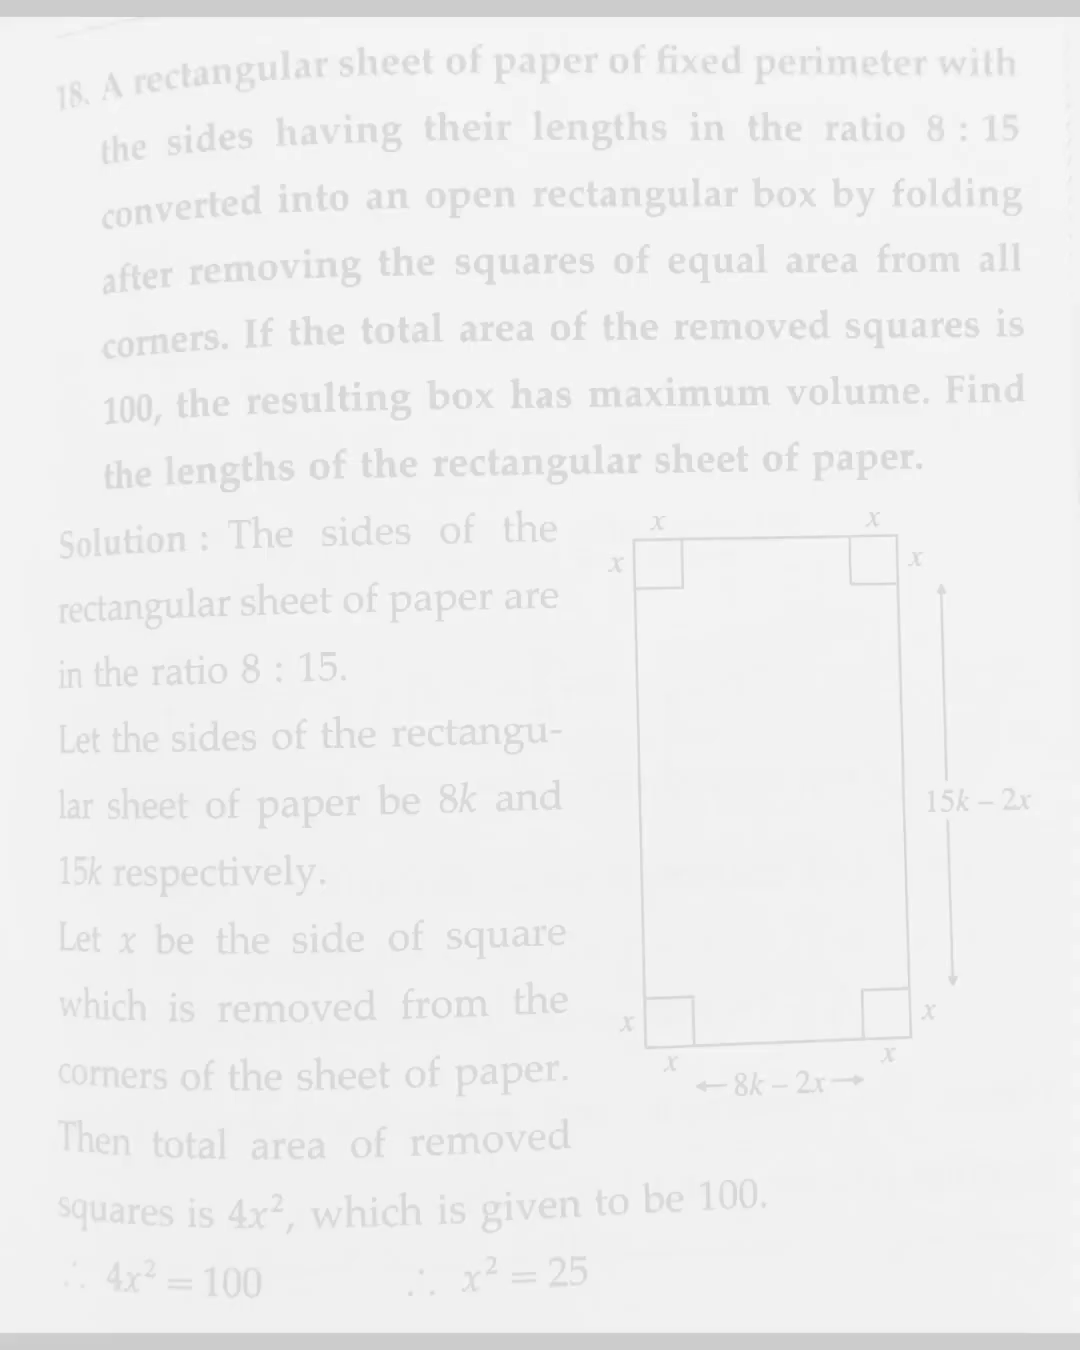 18. A rectangular sheet of paper of fixed perimeter with
the sides having their lengths in the ratio 8 : 15
converted into an open rectangular box by folding
after removing the squares of equal area from all
corners. If the total area of the removed squares is
100, the resulting box has maximum volume. Find
the lengths of the rectangular sheet of paper.
Solution : The sides of the
rectangular sheet of paper are
in the ratio 8 : 15.
Let the sides of the rectangu-
lar sheet of paper be 8k and
15k respectively.
Let x be the side of square
which is removed from the
corners of the sheet of paper.
Then total area of removed
squares is 4x², which is given to be 100.
∴ 4x² = 100 ∴ x² = 25
x x
x x
15k – 2x
x x
x x
8k – 2x